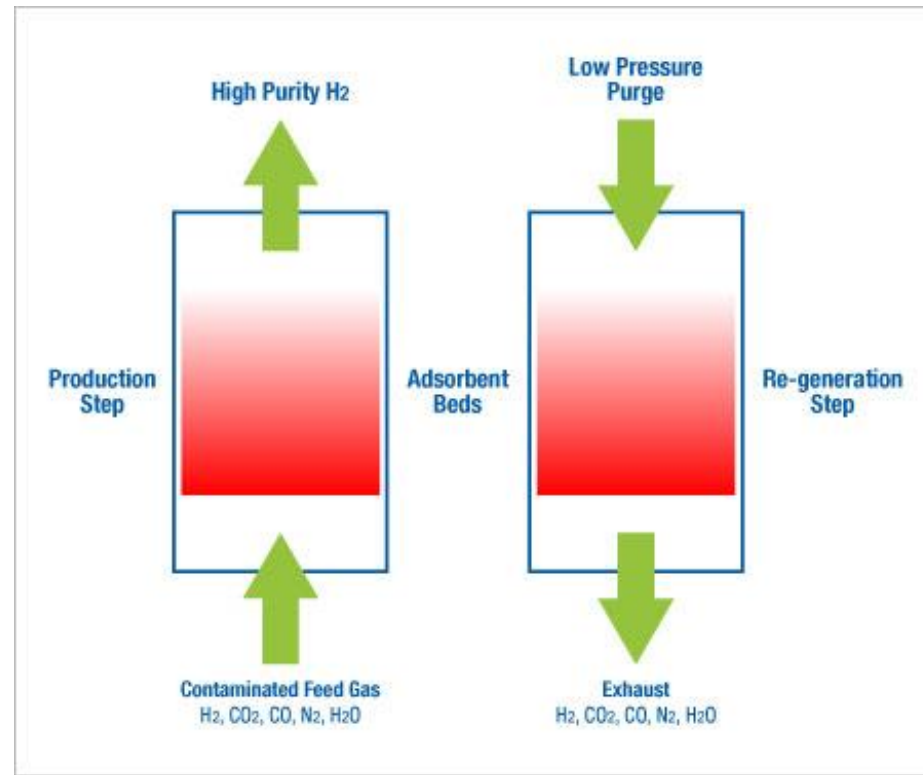 High Purity H2
Low Pressure
Purge
Production
Step
Adsorbent
Beds
Re-generation
Step
Contaminated Feed Gas
H2, CO2, CO, N2, H2O
Exhaust
H2, CO2, CO, N2, H2O